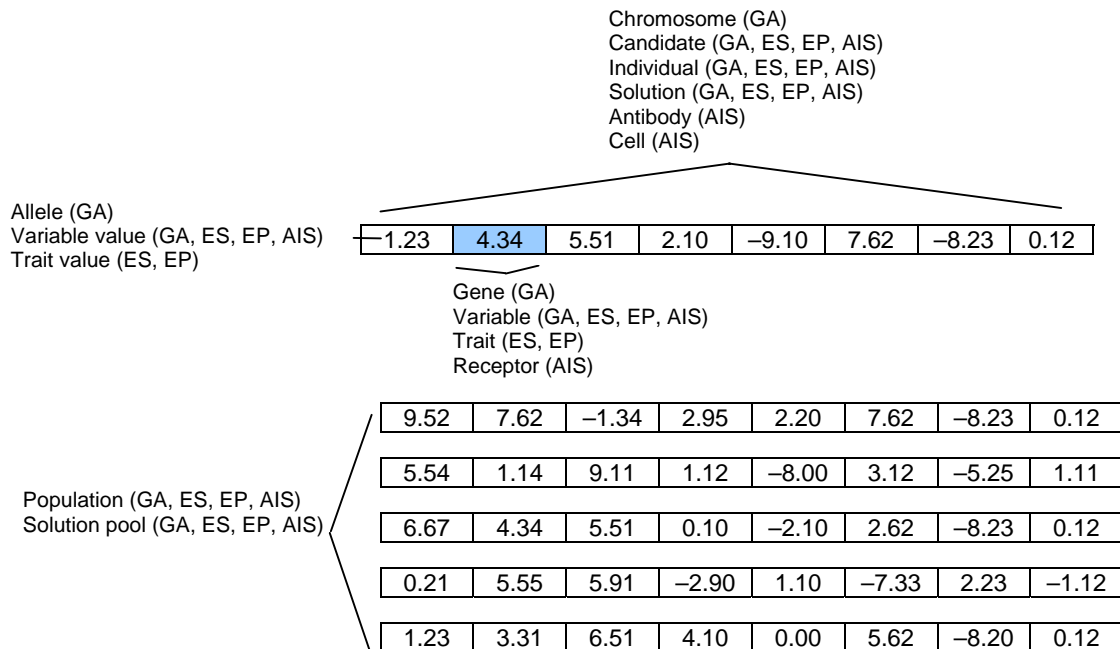 Chromosome (GA)
Candidate (GA, ES, EP, AIS)
Individual (GA, ES, EP, AIS)
Solution (GA, ES, EP, AIS)
Antibody (AIS)
Cell (AIS)
Allele (GA)
Variable value (GA, ES, EP, AIS)
Trait value (ES, EP)
1.23 4.34 5.51 2.10 –9.10 7.62 –8.23 0.12
Gene (GA)
Variable (GA, ES, EP, AIS)
Trait (ES, EP)
Receptor (AIS)
9.52 7.62 –1.34 2.95 2.20 7.62 –8.23 0.12
5.54 1.14 9.11 1.12 –8.00 3.12 –5.25 1.11
Population (GA, ES, EP, AIS)
Solution pool (GA, ES, EP, AIS)
6.67 4.34 5.51 0.10 –2.10 2.62 –8.23 0.12
0.21 5.55 5.91 –2.90 1.10 –7.33 2.23 –1.12
1.23 3.31 6.51 4.10 0.00 5.62 –8.20 0.12